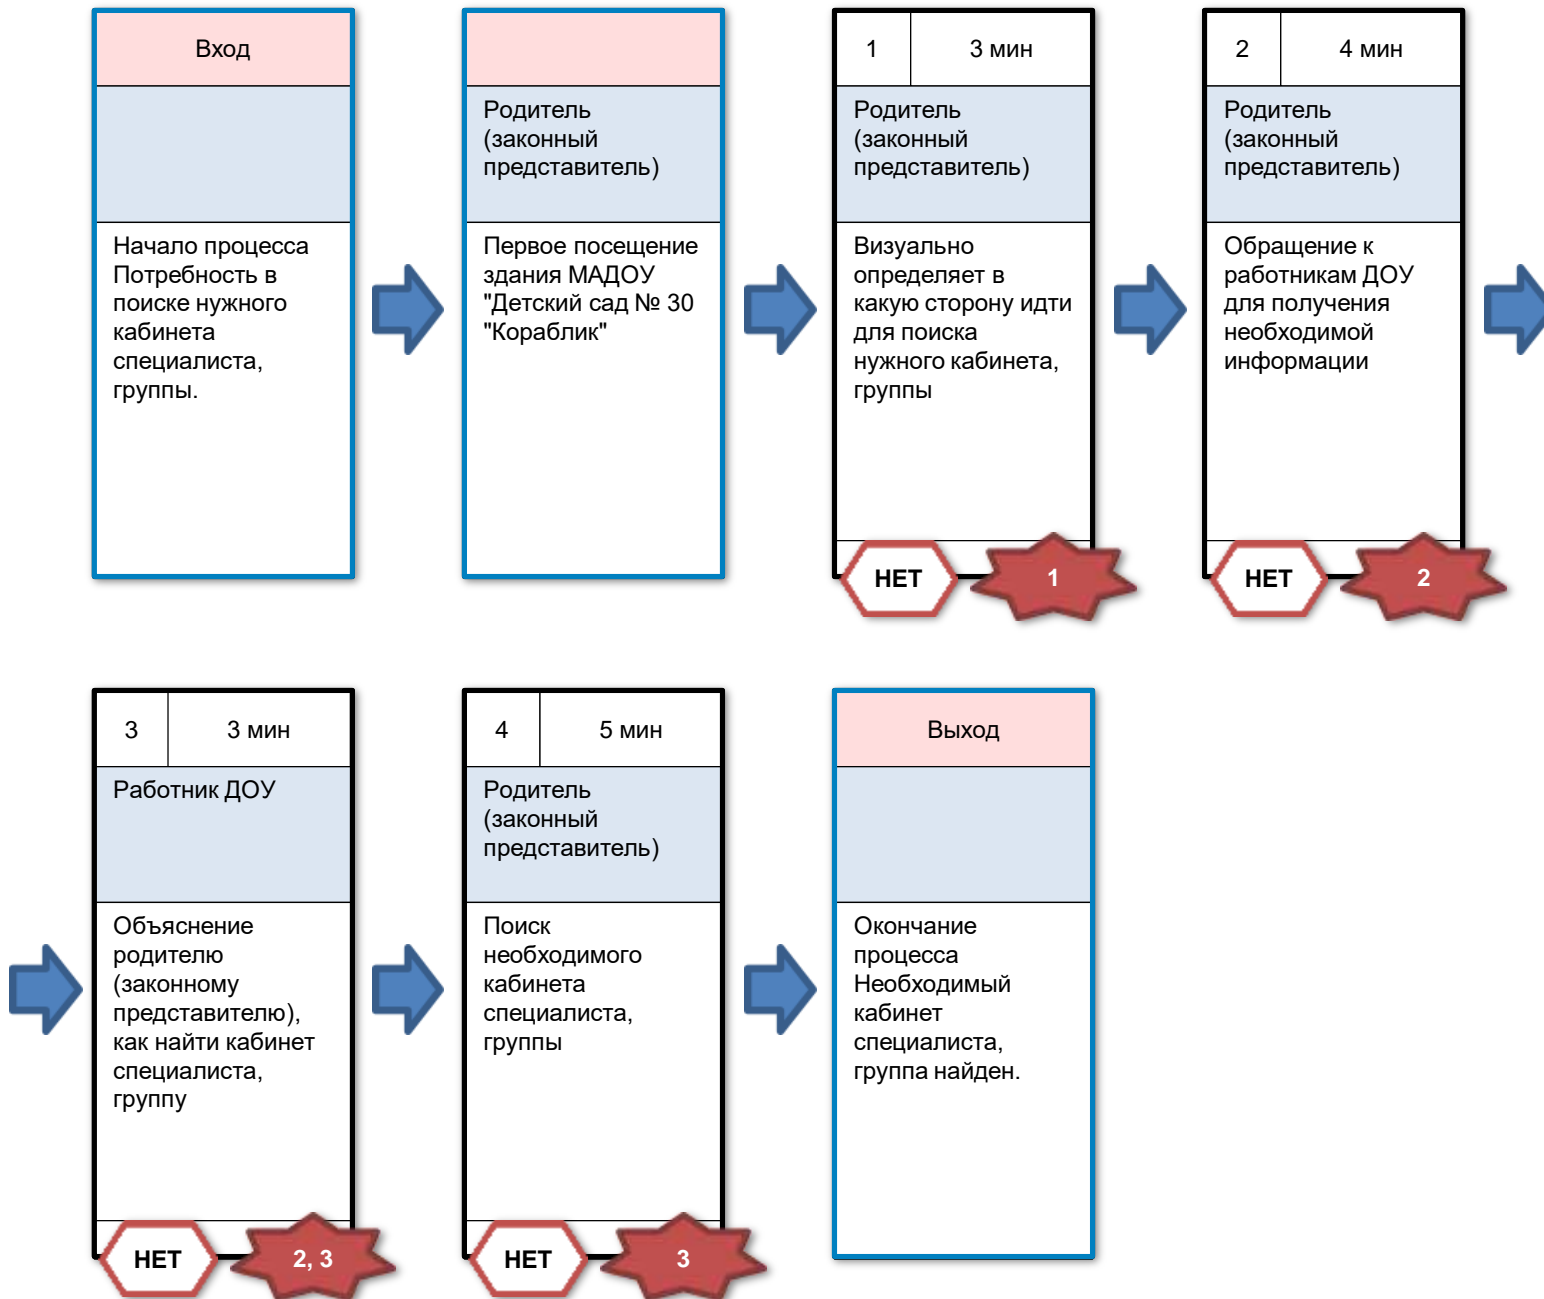 Вход
Начало процесса
Потребность в
поиске нужного
кабинета
специалиста,
группы.
Родитель
(законный
представитель)
Первое посещение
здания МАДОУ
"Детский сад № 30
"Кораблик"
1 3 мин
Родитель
(законный
представитель)
Визуально
определяет в
какую сторону идти
для поиска
нужного кабинета,
группы
НЕТ 1
2 4 мин
Родитель
(законный
представитель)
Обращение к
работникам ДОУ
для получения
необходимой
информации
НЕТ 2
3 3 мин
Работник ДОУ
Объяснение
родителю
(законному
представителю),
как найти кабинет
специалиста,
группу
НЕТ 2, 3
4 5 мин
Родитель
(законный
представитель)
Поиск
необходимого
кабинета
специалиста,
группы
НЕТ 3
Выход
Окончание
процесса
Необходимый
кабинет
специалиста,
группа найден.